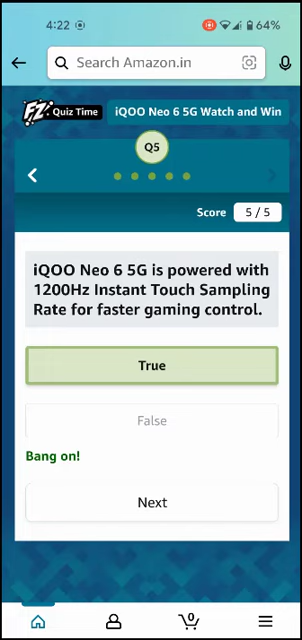 4:22
64%
Search Amazon.in
FZ Quiz Time
iQOO Neo 6 5G Watch and Win
Q5
Score 5 / 5
iQOO Neo 6 5G is powered with
1200Hz Instant Touch Sampling
Rate for faster gaming control.
True
False
Bang on!
Next
0